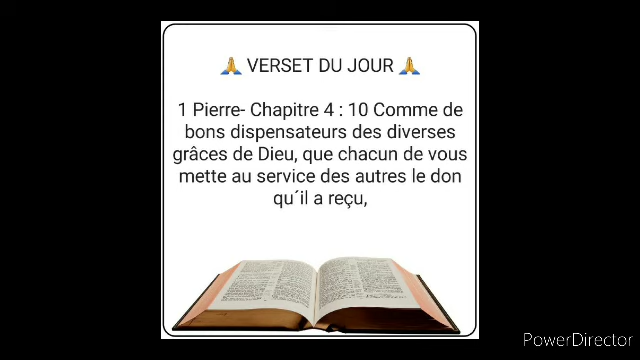 🙏 VERSET DU JOUR 🙏
1 Pierre- Chapitre 4 : 10 Comme de
bons dispensateurs des diverses
grâces de Dieu, que chacun de vous
mette au service des autres le don
qu´il a reçu,
PowerDirector